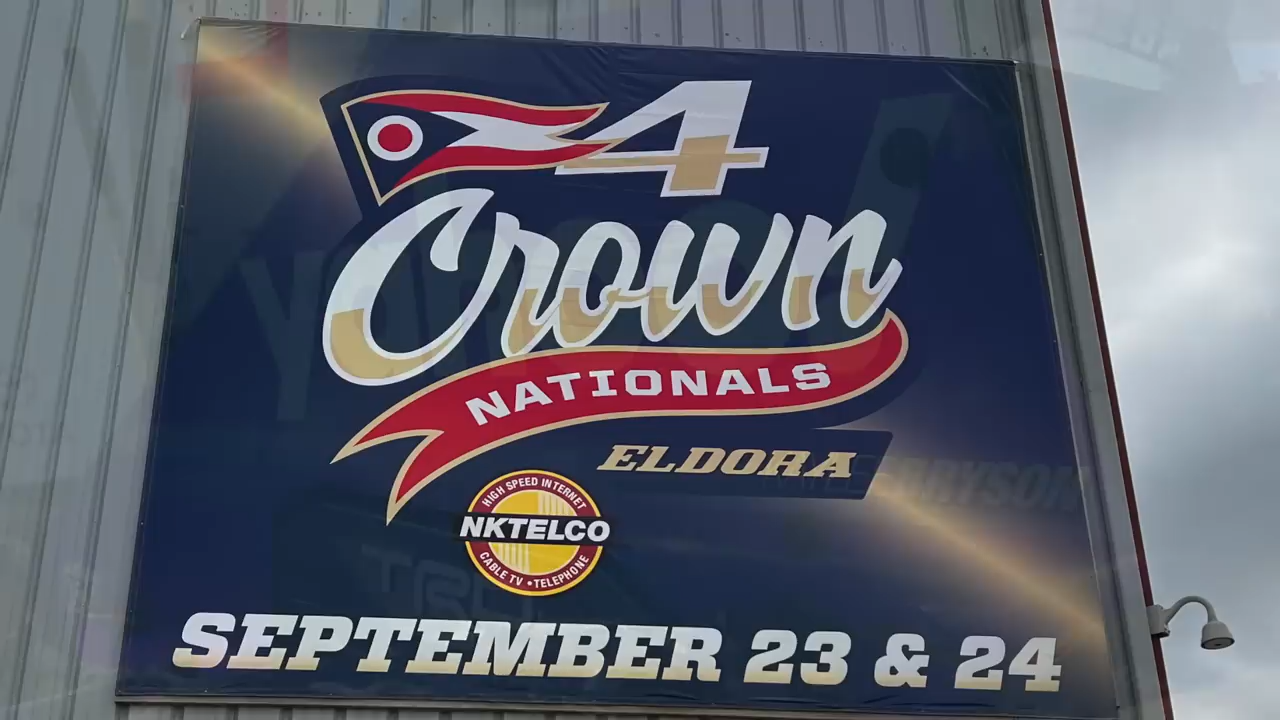 4
Crown
NATIONALS
ELDORA
HIGH SPEED INTERNET
NKTELCO
CABLE TV • TELEPHONE
SEPTEMBER 23 & 24